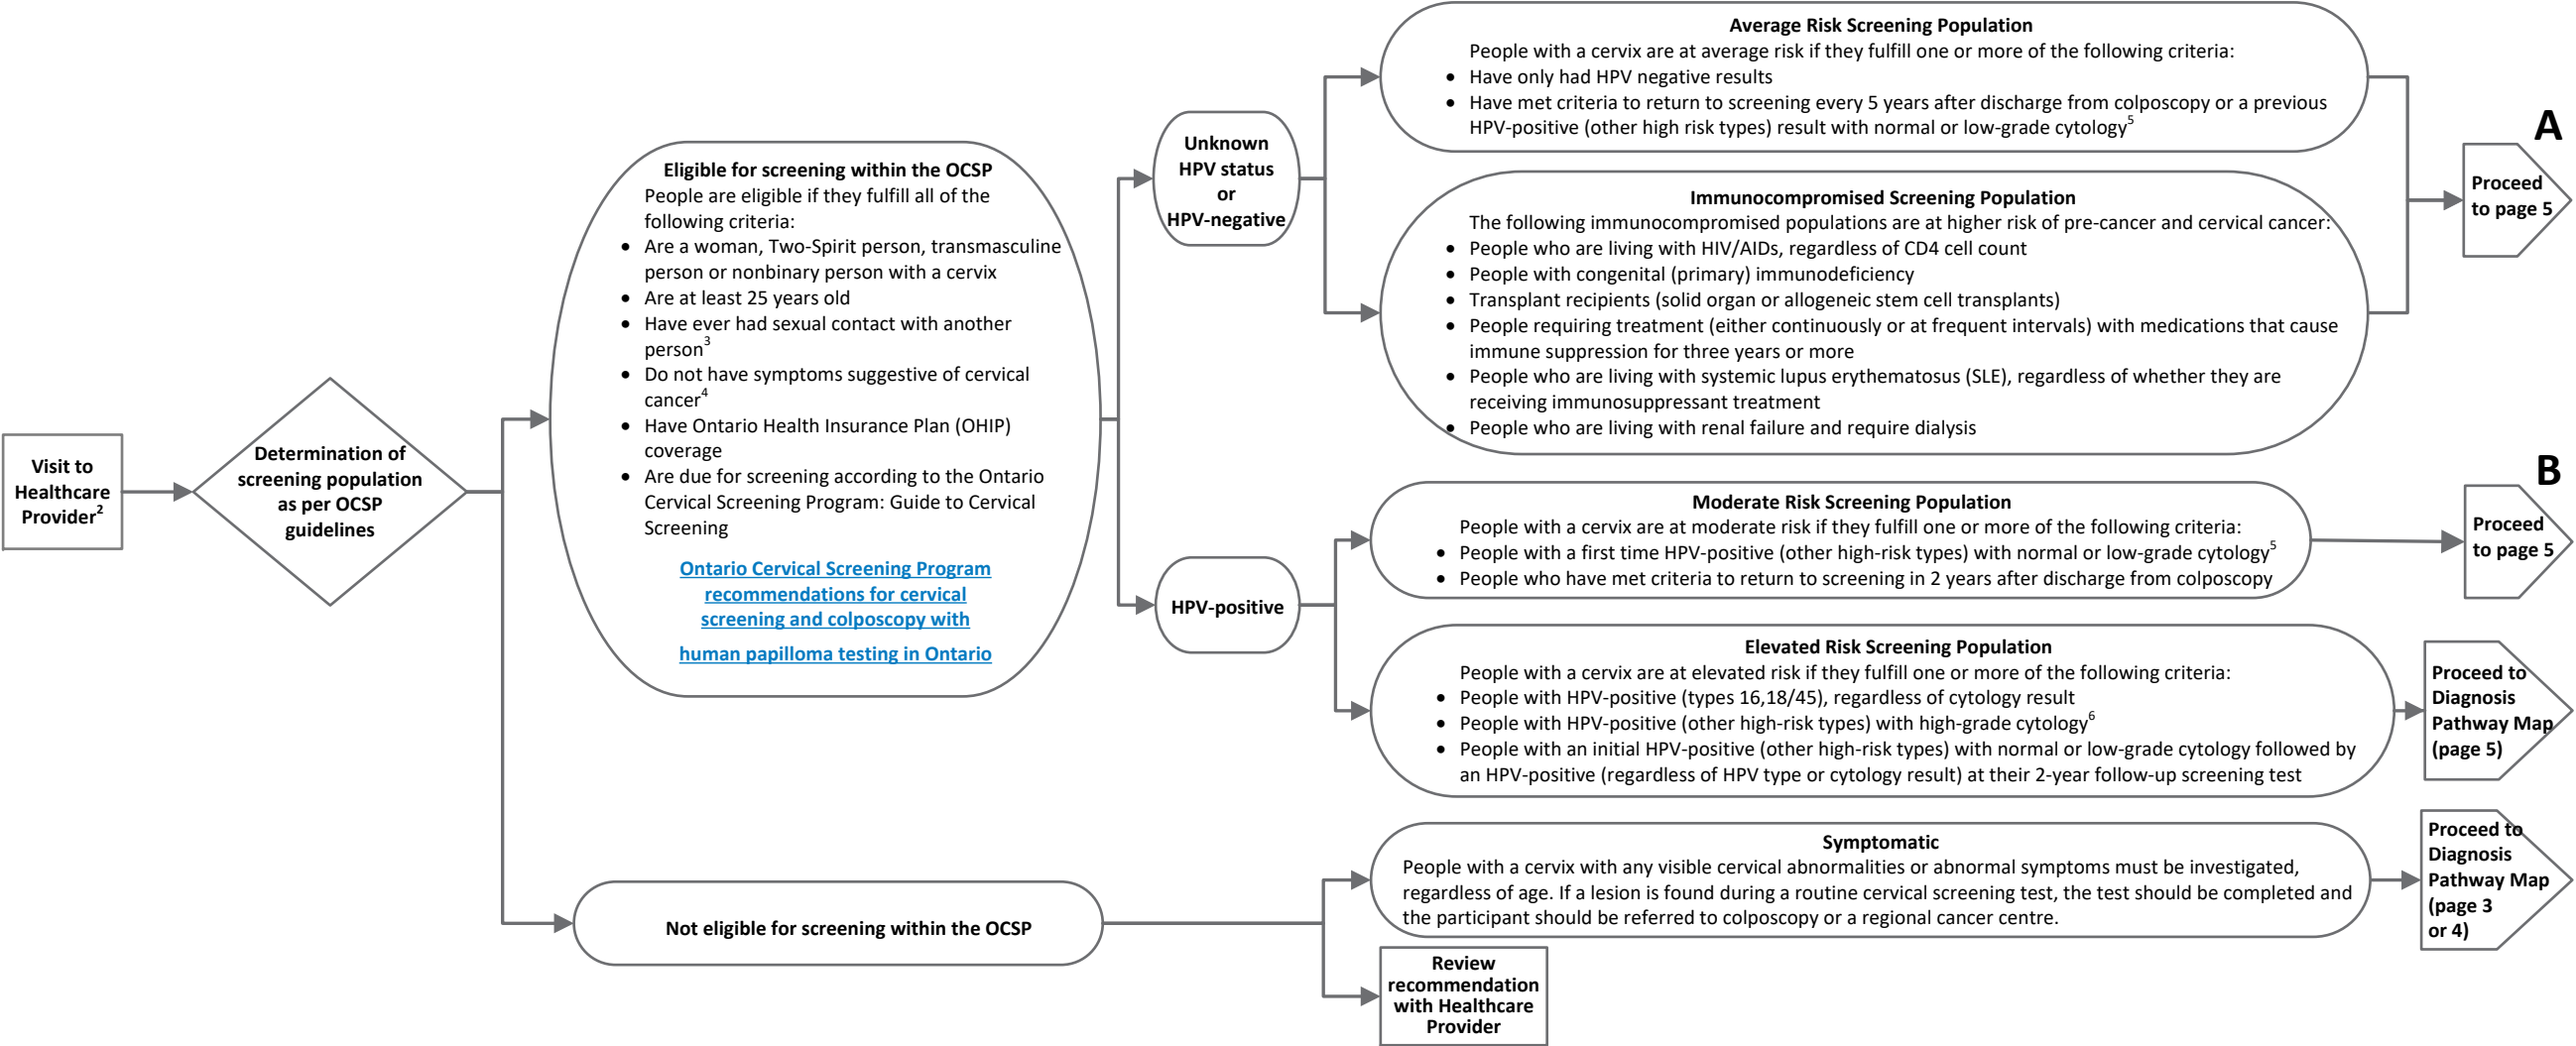 Visit to
Healthcare
Provider²
Determination of
screening population
as per OCSP
guidelines
Eligible for screening within the OCSP
People are eligible if they fulfill all of the
following criteria:
• Are a woman, Two-Spirit person, transmasculine
person or nonbinary person with a cervix
• Are at least 25 years old
• Have ever had sexual contact with another
person³
• Do not have symptoms suggestive of cervical
cancer⁴
• Have Ontario Health Insurance Plan (OHIP)
coverage
• Are due for screening according to the Ontario
Cervical Screening Program: Guide to Cervical
Screening
Ontario Cervical Screening Program
recommendations for cervical
screening and colposcopy with
human papilloma testing in Ontario
Not eligible for screening within the OCSP
Unknown
HPV status
or
HPV-negative
HPV-positive
Average Risk Screening Population
People with a cervix are at average risk if they fulfill one or more of the following criteria:
• Have only had HPV negative results
• Have met criteria to return to screening every 5 years after discharge from colposcopy or a previous
HPV-positive (other high risk types) result with normal or low-grade cytology⁵
Immunocompromised Screening Population
The following immunocompromised populations are at higher risk of pre-cancer and cervical cancer:
• People who are living with HIV/AIDs, regardless of CD4 cell count
• People with congenital (primary) immunodeficiency
• Transplant recipients (solid organ or allogeneic stem cell transplants)
• People requiring treatment (either continuously or at frequent intervals) with medications that cause
immune suppression for three years or more
• People who are living with systemic lupus erythematosus (SLE), regardless of whether they are
receiving immunosuppressant treatment
• People who are living with renal failure and require dialysis
A
Proceed
to page 5
Moderate Risk Screening Population
People with a cervix are at moderate risk if they fulfill one or more of the following criteria:
• People with a first time HPV-positive (other high-risk types) with normal or low-grade cytology⁵
• People who have met criteria to return to screening in 2 years after discharge from colposcopy
B
Proceed
to page 5
Elevated Risk Screening Population
People with a cervix are at elevated risk if they fulfill one or more of the following criteria:
• People with HPV-positive (types 16,18/45), regardless of cytology result
• People with HPV-positive (other high-risk types) with high-grade cytology⁶
• People with an initial HPV-positive (other high-risk types) with normal or low-grade cytology followed by
an HPV-positive (regardless of HPV type or cytology result) at their 2-year follow-up screening test
Proceed to
Diagnosis
Pathway Map
(page 5)
Symptomatic
People with a cervix with any visible cervical abnormalities or abnormal symptoms must be investigated,
regardless of age. If a lesion is found during a routine cervical screening test, the test should be completed and
the participant should be referred to colposcopy or a regional cancer centre.
Proceed to
Diagnosis
Pathway Map
(page 3
or 4)
Review
recommendation
with Healthcare
Provider